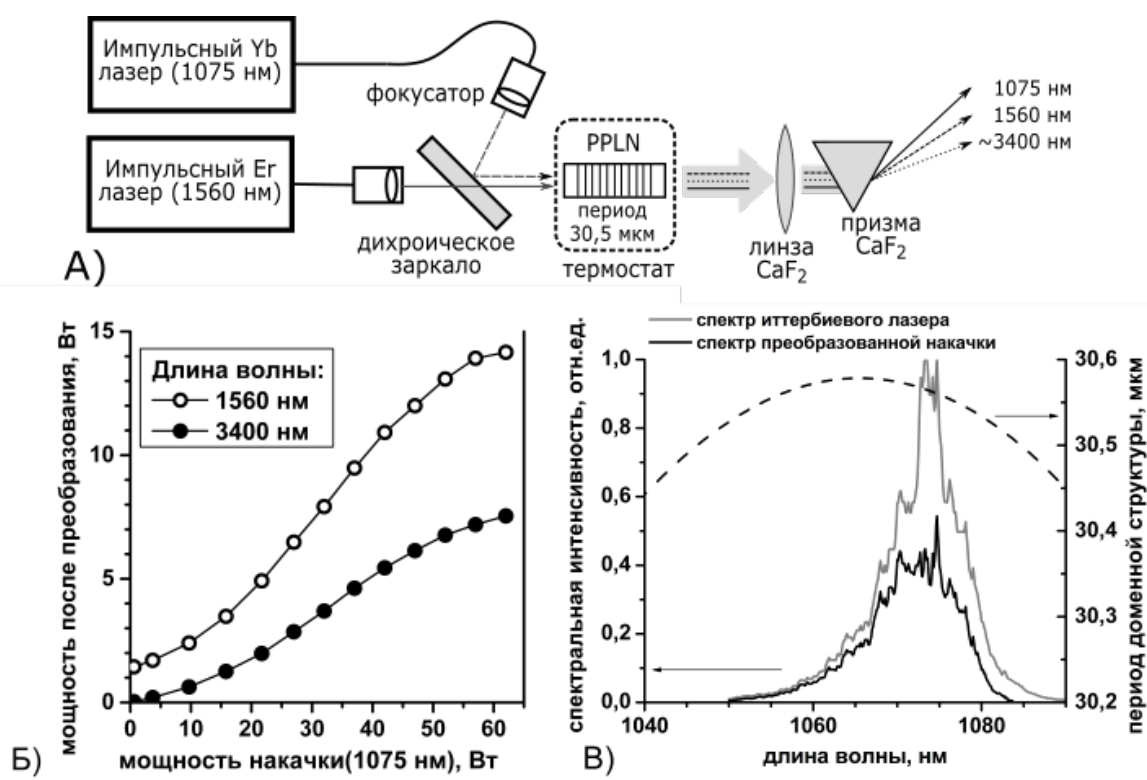 Импульсный Yb
лазер (1075 нм)
фокусатор
1075 нм
1560 нм
~3400 нм
PPLN
Импульсный Er
лазер (1560 нм)
период
30,5 мкм
дихроическое
заркало
термостат
линза
CaF2
призма
CaF2
А)
мощность после преобразования, Вт
15
10
5
0
Длина волны:
1560 нм
3400 нм
0 10 20 30 40 50 60
мощность накачки(1075 нм), Вт
Б)
спектр иттербиевого лазера
спектр преобразованной накачки
спектральная интенсивность, отн.ед.
1,0
0,8
0,6
0,4
0,2
0,0
30,6
30,5
30,4
30,3
30,2
период доменной структуры, мкм
1040 1060 1080
длина волны, нм
В)